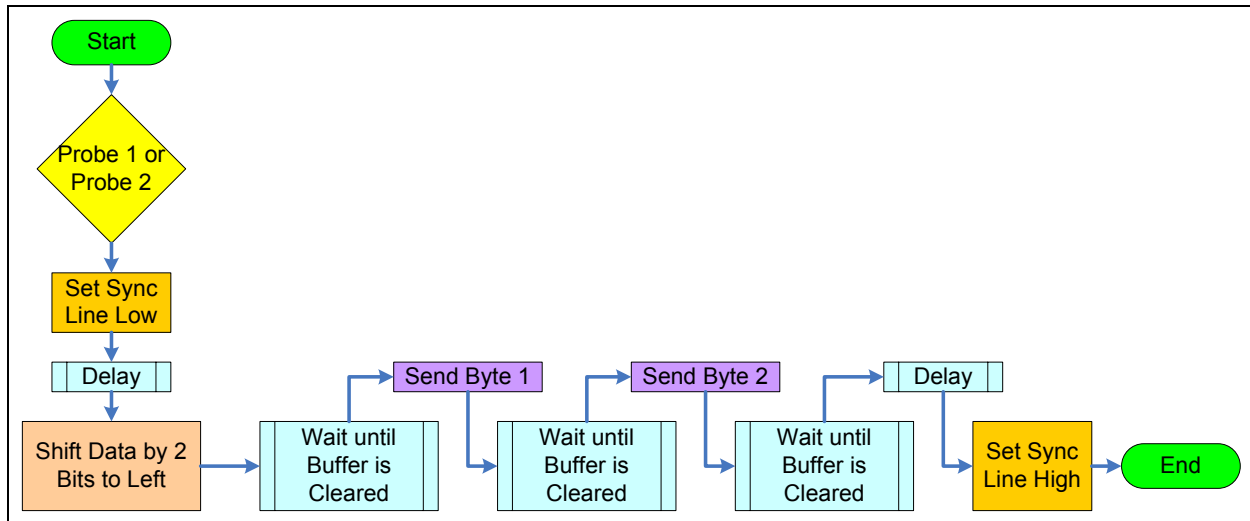 Start
Probe 1 or
Probe 2
Set Sync
Line Low
Delay
Shift Data by 2
Bits to Left
Wait until
Buffer is
Cleared
Send Byte 1
Wait until
Buffer is
Cleared
Send Byte 2
Wait until
Buffer is
Cleared
Delay
Set Sync
Line High
End